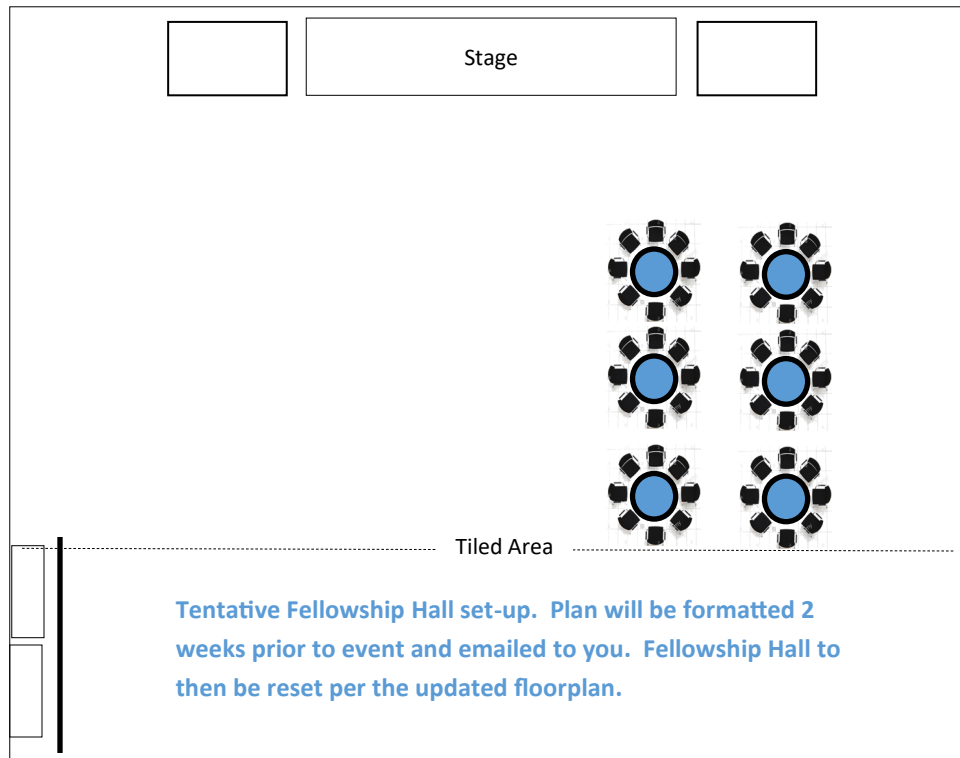 Stage
Tiled Area
Tentative Fellowship Hall set-up.  Plan will be formatted 2
weeks prior to event and emailed to you.  Fellowship Hall to
then be reset per the updated floorplan.